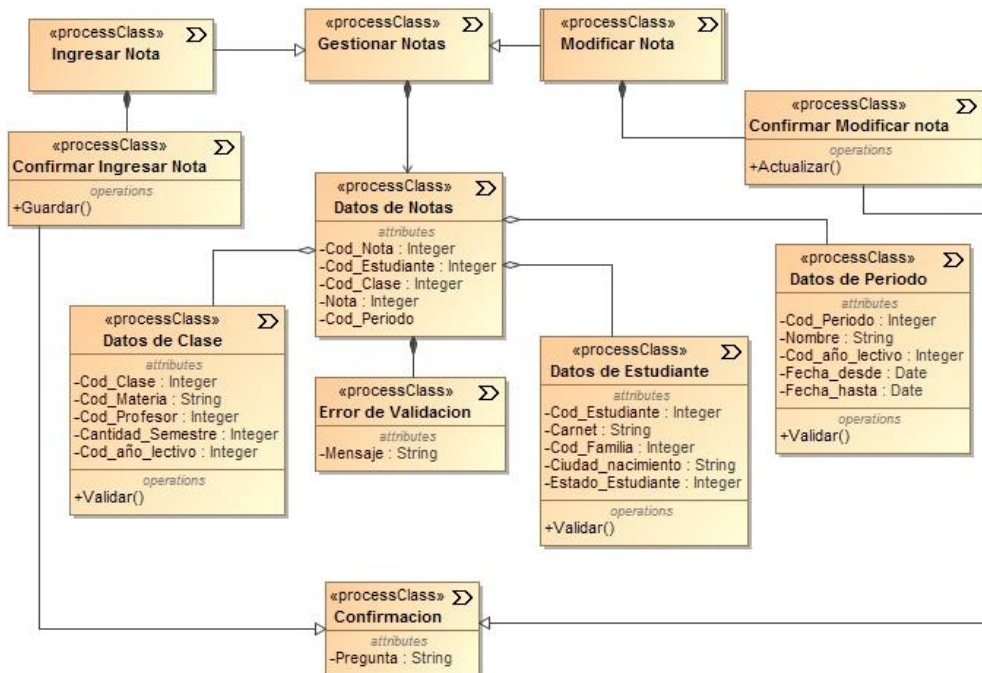 «processClass»
Ingresar Nota
«processClass»
Gestionar Notas
«processClass»
Modificar Nota
«processClass»
Confirmar Ingresar Nota
operations
+Guardar()
«processClass»
Confirmar Modificar nota
operations
+Actualizar()
«processClass»
Datos de Notas
attributes
-Cod_Nota : Integer
-Cod_Estudiante : Integer
-Cod_Clase : Integer
-Nota : Integer
-Cod_Periodo
«processClass»
Datos de Periodo
attributes
-Cod_Periodo : Integer
-Nombre : String
-Cod_año_lectivo : Integer
-Fecha_desde : Date
-Fecha_hasta : Date
operations
+Validar()
«processClass»
Datos de Clase
attributes
-Cod_Clase : Integer
-Cod_Materia : String
-Cod_Profesor : Integer
-Cantidad_Semestre : Integer
-Cod_año_lectivo : Integer
operations
+Validar()
«processClass»
Error de Validacion
attributes
-Mensaje : String
«processClass»
Datos de Estudiante
attributes
-Cod_Estudiante : Integer
-Carnet : String
-Cod_Familia : Integer
-Ciudad_nacimiento : String
-Estado_Estudiante : Integer
operations
+Validar()
«processClass»
Confirmacion
attributes
-Pregunta : String